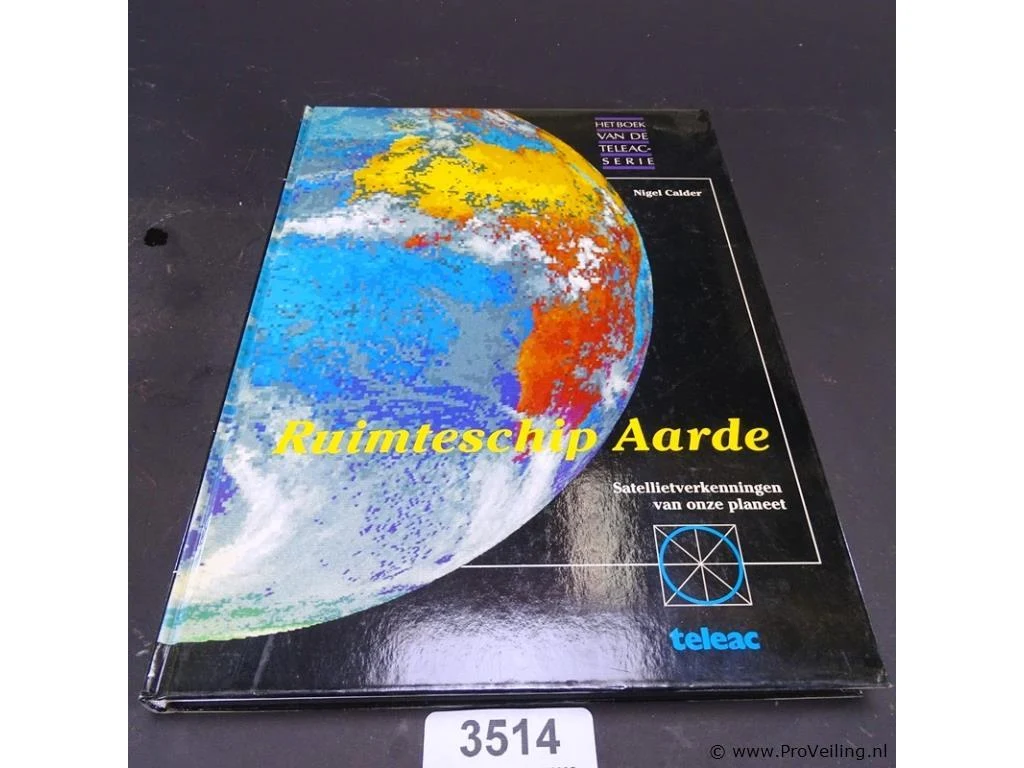 HET BOEK
VAN DE
TELEAC-
SERIE
Nigel Calder
Ruimteschip Aarde
Satellietverkenningen
van onze planeet
teleac
3514
© www.ProVeiling.nl